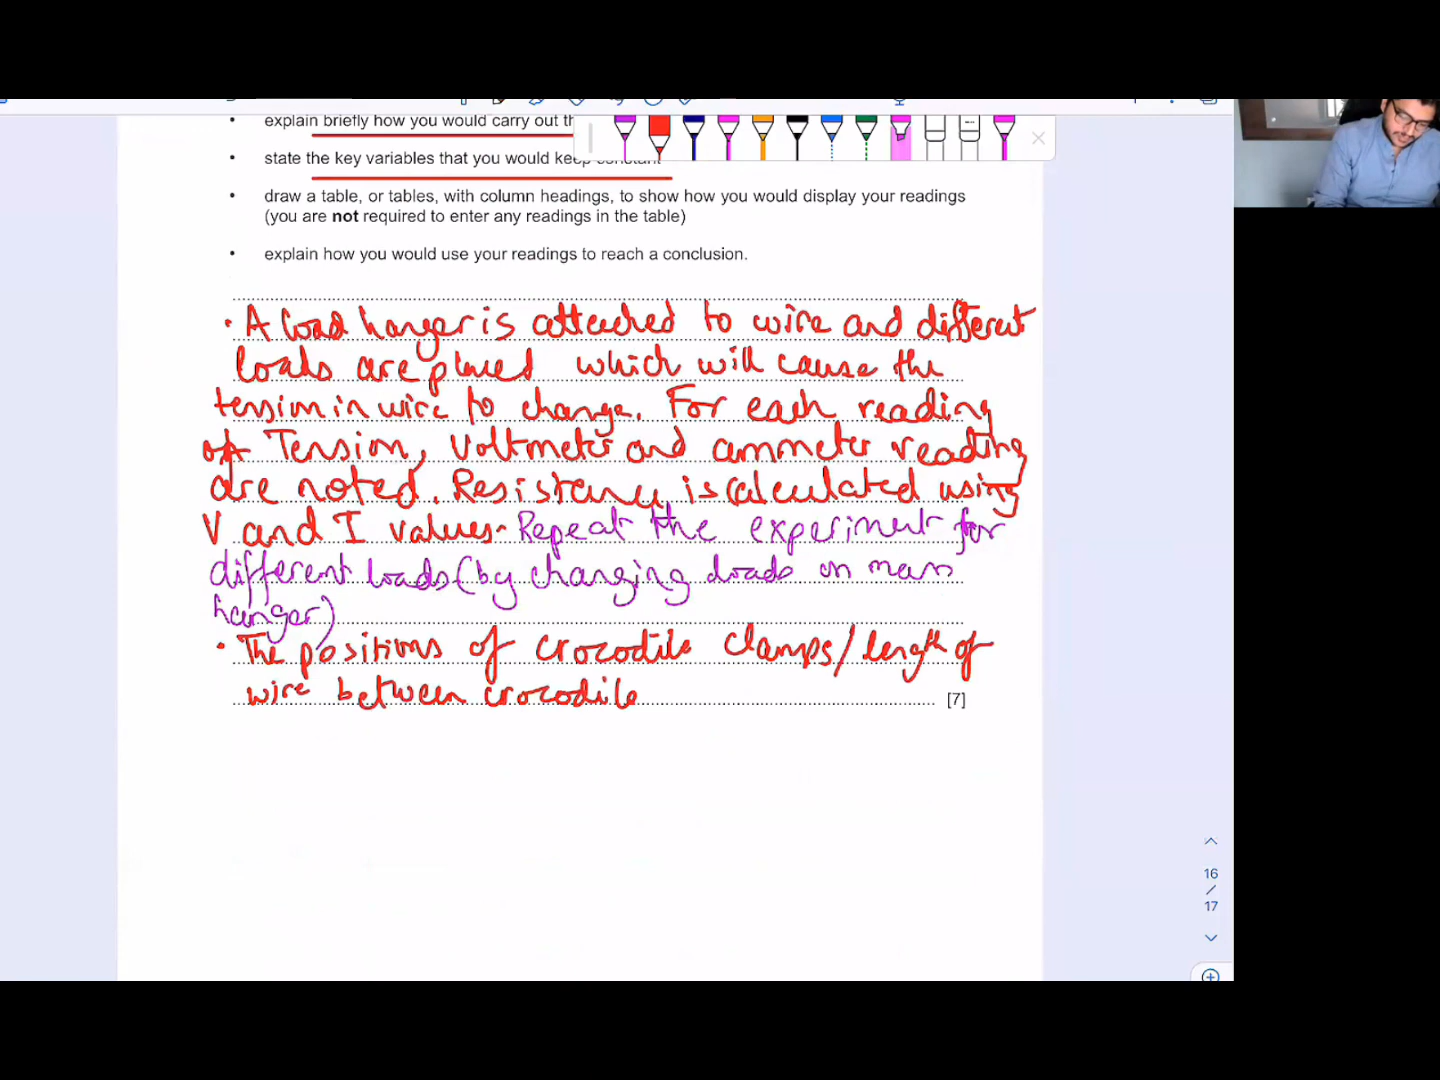 explain briefly how you would carry out th
state the key variables that you would keep constant
draw a table, or tables, with column headings, to show how you would display your readings
(you are not required to enter any readings in the table)
explain how you would use your readings to reach a conclusion.
• A load hanger is attached to wire and different
loads are placed which will cause the
tension in wire to change. For each reading
of Tension, Voltmeter and ammeter reading
are noted. Resistance is calculated using
V and I values. Repeat the experiment for
different loads (by changing loads on mass
hanger)
• The positions of crocodile clamps/length of
wire between crocodile
[7]
16
/
17